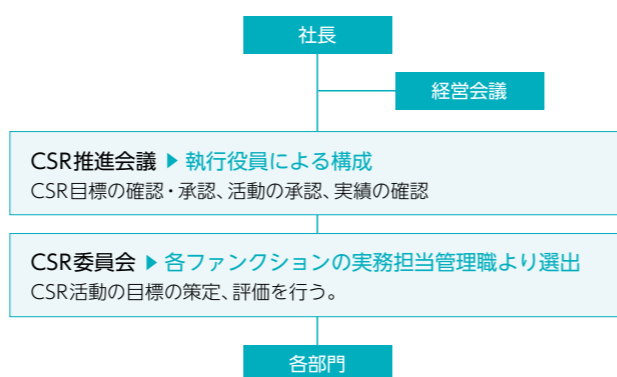 社長
経営会議
CSR推進会議 ▶ 執行役員による構成
CSR目標の確認・承認、活動の承認、実績の確認
CSR委員会 ▶ 各ファンクションの実務担当管理職より選出
CSR活動の目標の策定、評価を行う。
各部門